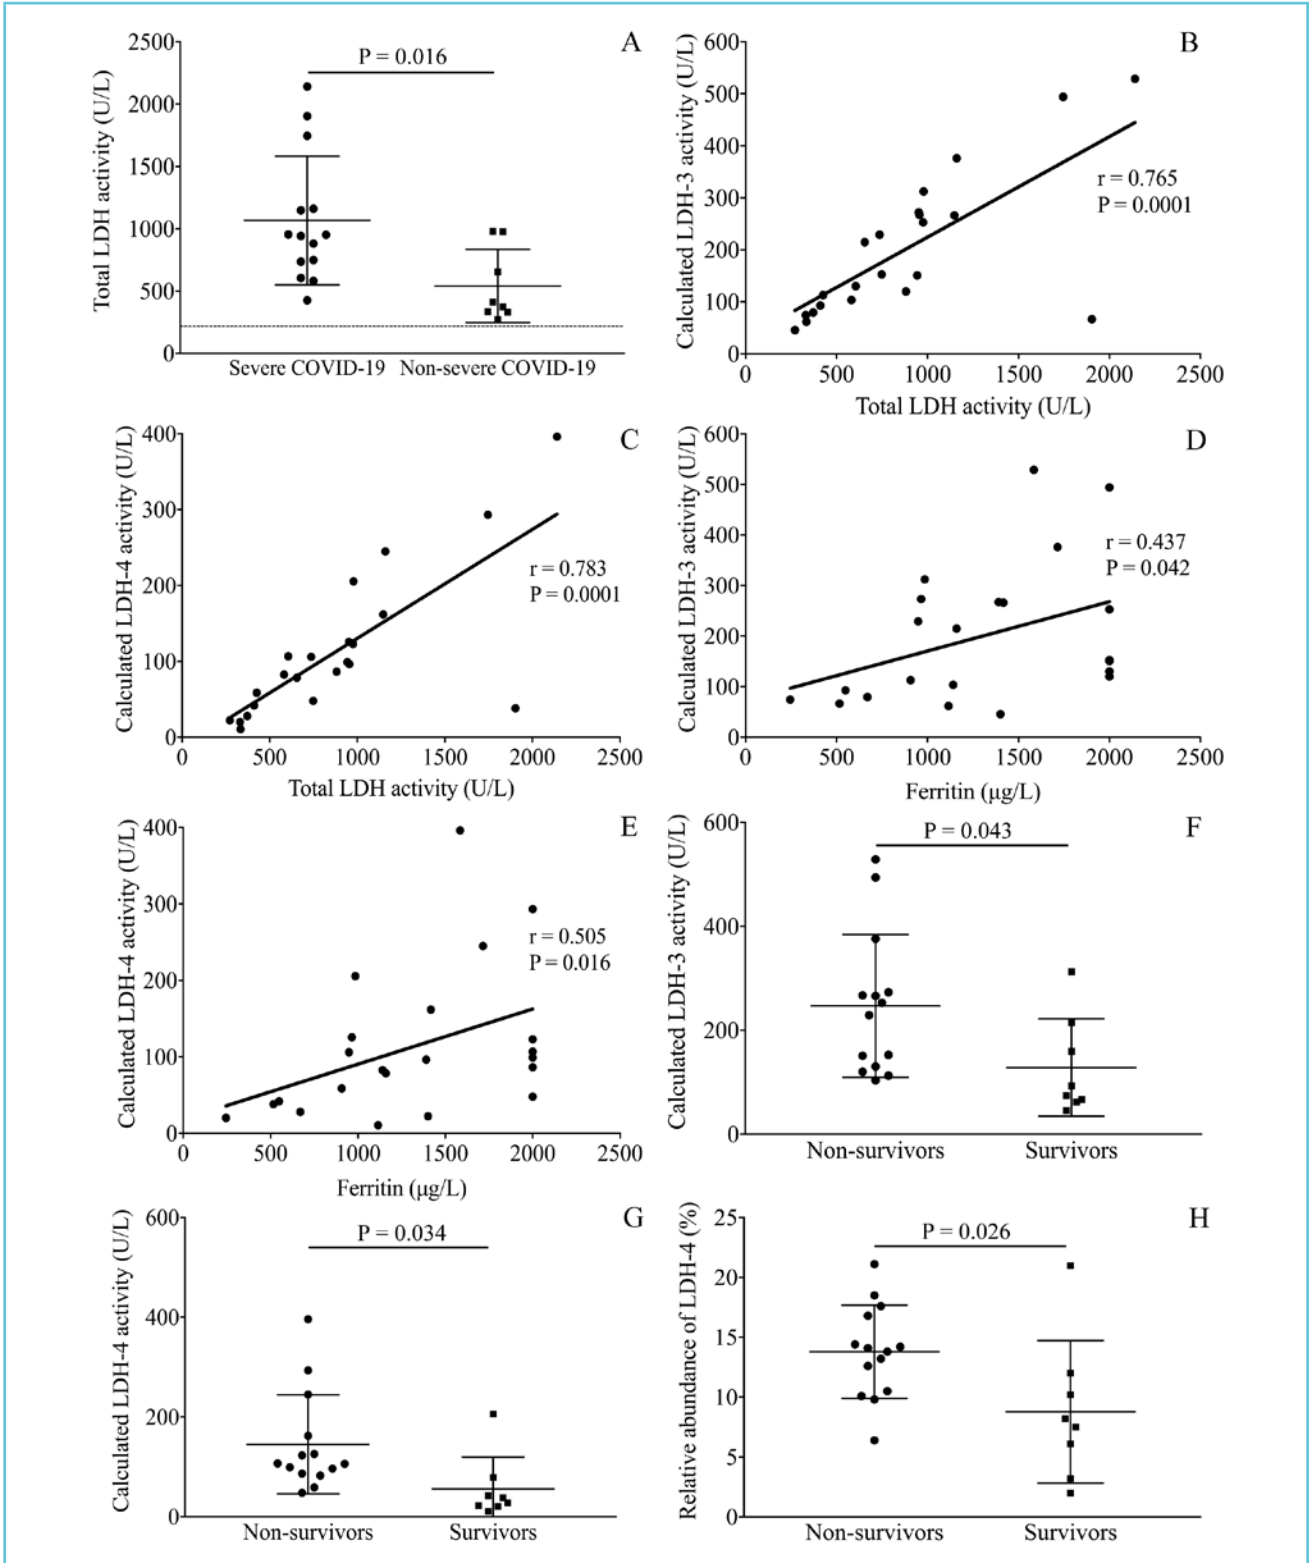 A
P = 0.016
Total LDH activity (U/L)
2500
2000
1500
1000
500
0
Severe COVID-19
Non-severe COVID-19
B
Calculated LDH-3 activity (U/L)
600
500
400
300
200
100
0
r = 0.765
P = 0.0001
0 500 1000 1500 2000 2500
Total LDH activity (U/L)
C
Calculated LDH-4 activity (U/L)
400
300
200
100
0
r = 0.783
P = 0.0001
0 500 1000 1500 2000 2500
Total LDH activity (U/L)
D
Calculated LDH-3 activity (U/L)
600
500
400
300
200
100
0
r = 0.437
P = 0.042
0 500 1000 1500 2000 2500
Ferritin (μg/L)
E
Calculated LDH-4 activity (U/L)
400
300
200
100
0
r = 0.505
P = 0.016
0 500 1000 1500 2000 2500
Ferritin (μg/L)
F
P = 0.043
Calculated LDH-3 activity (U/L)
600
400
200
0
Non-survivors
Survivors
G
P = 0.034
Calculated LDH-4 activity (U/L)
600
400
200
0
Non-survivors
Survivors
H
P = 0.026
Relative abundance of LDH-4 (%)
25
20
15
10
5
0
Non-survivors
Survivors